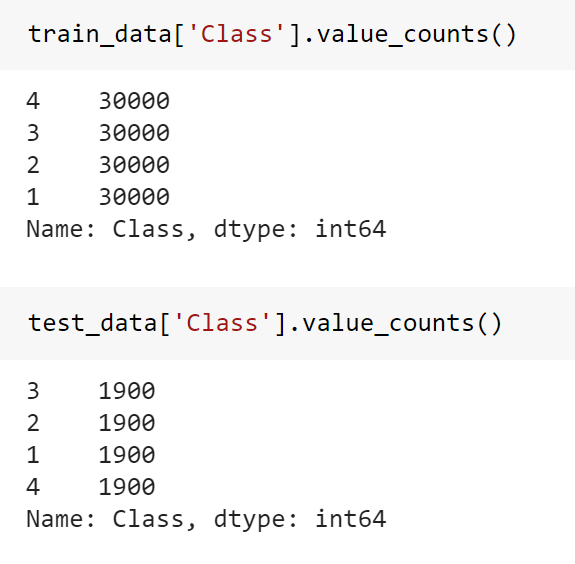 train_data['Class'].value_counts()
4    30000
3    30000
2    30000
1    30000
Name: Class, dtype: int64
test_data['Class'].value_counts()
3    1900
2    1900
1    1900
4    1900
Name: Class, dtype: int64